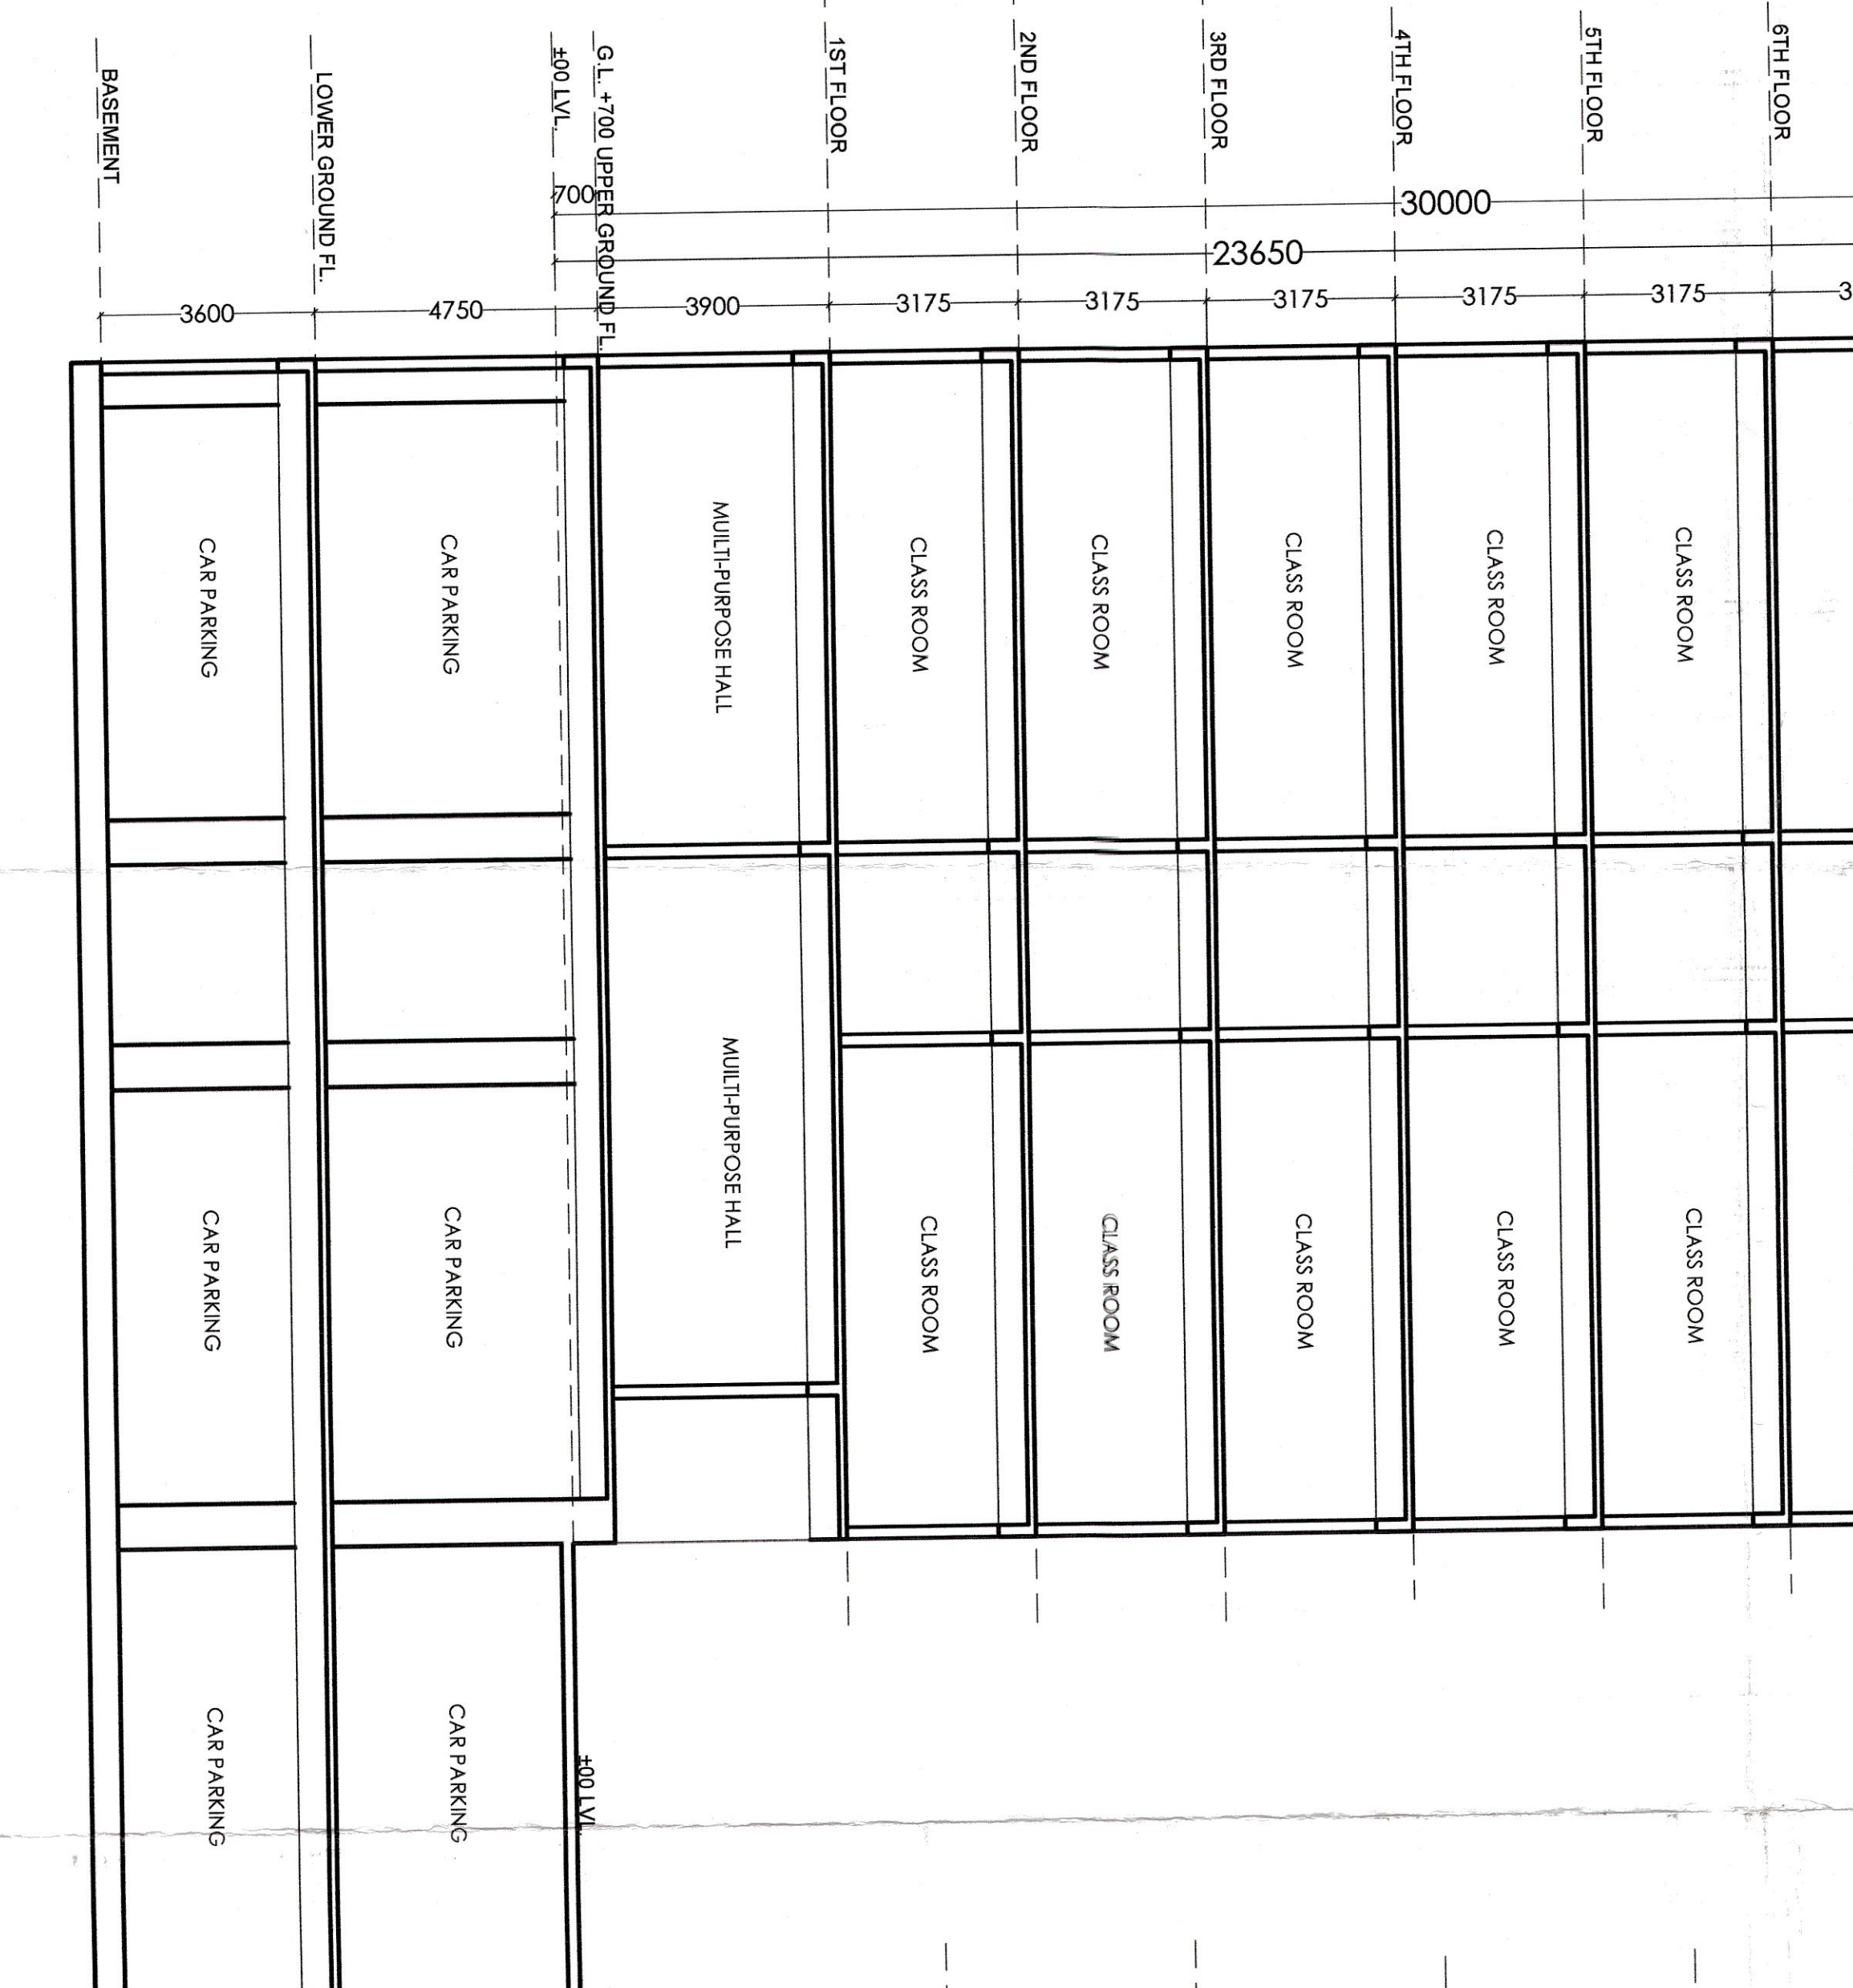 BASEMENT
LOWER GROUND FL.
±00 LVL.
G.L. +700 UPPER GROUND FL.
1ST FLOOR
2ND FLOOR
3RD FLOOR
4TH FLOOR
5TH FLOOR
6TH FLOOR
700
30000
23650
3600
4750
3900
3175
3175
3175
3175
3175
3
CAR PARKING
CAR PARKING
MUILTI-PURPOSE HALL
CLASS ROOM
CLASS ROOM
CLASS ROOM
CLASS ROOM
CLASS ROOM
MUILTI-PURPOSE HALL
CAR PARKING
CAR PARKING
CLASS ROOM
CLASS ROOM
CLASS ROOM
CLASS ROOM
CLASS ROOM
CAR PARKING
CAR PARKING
±00 LVL.